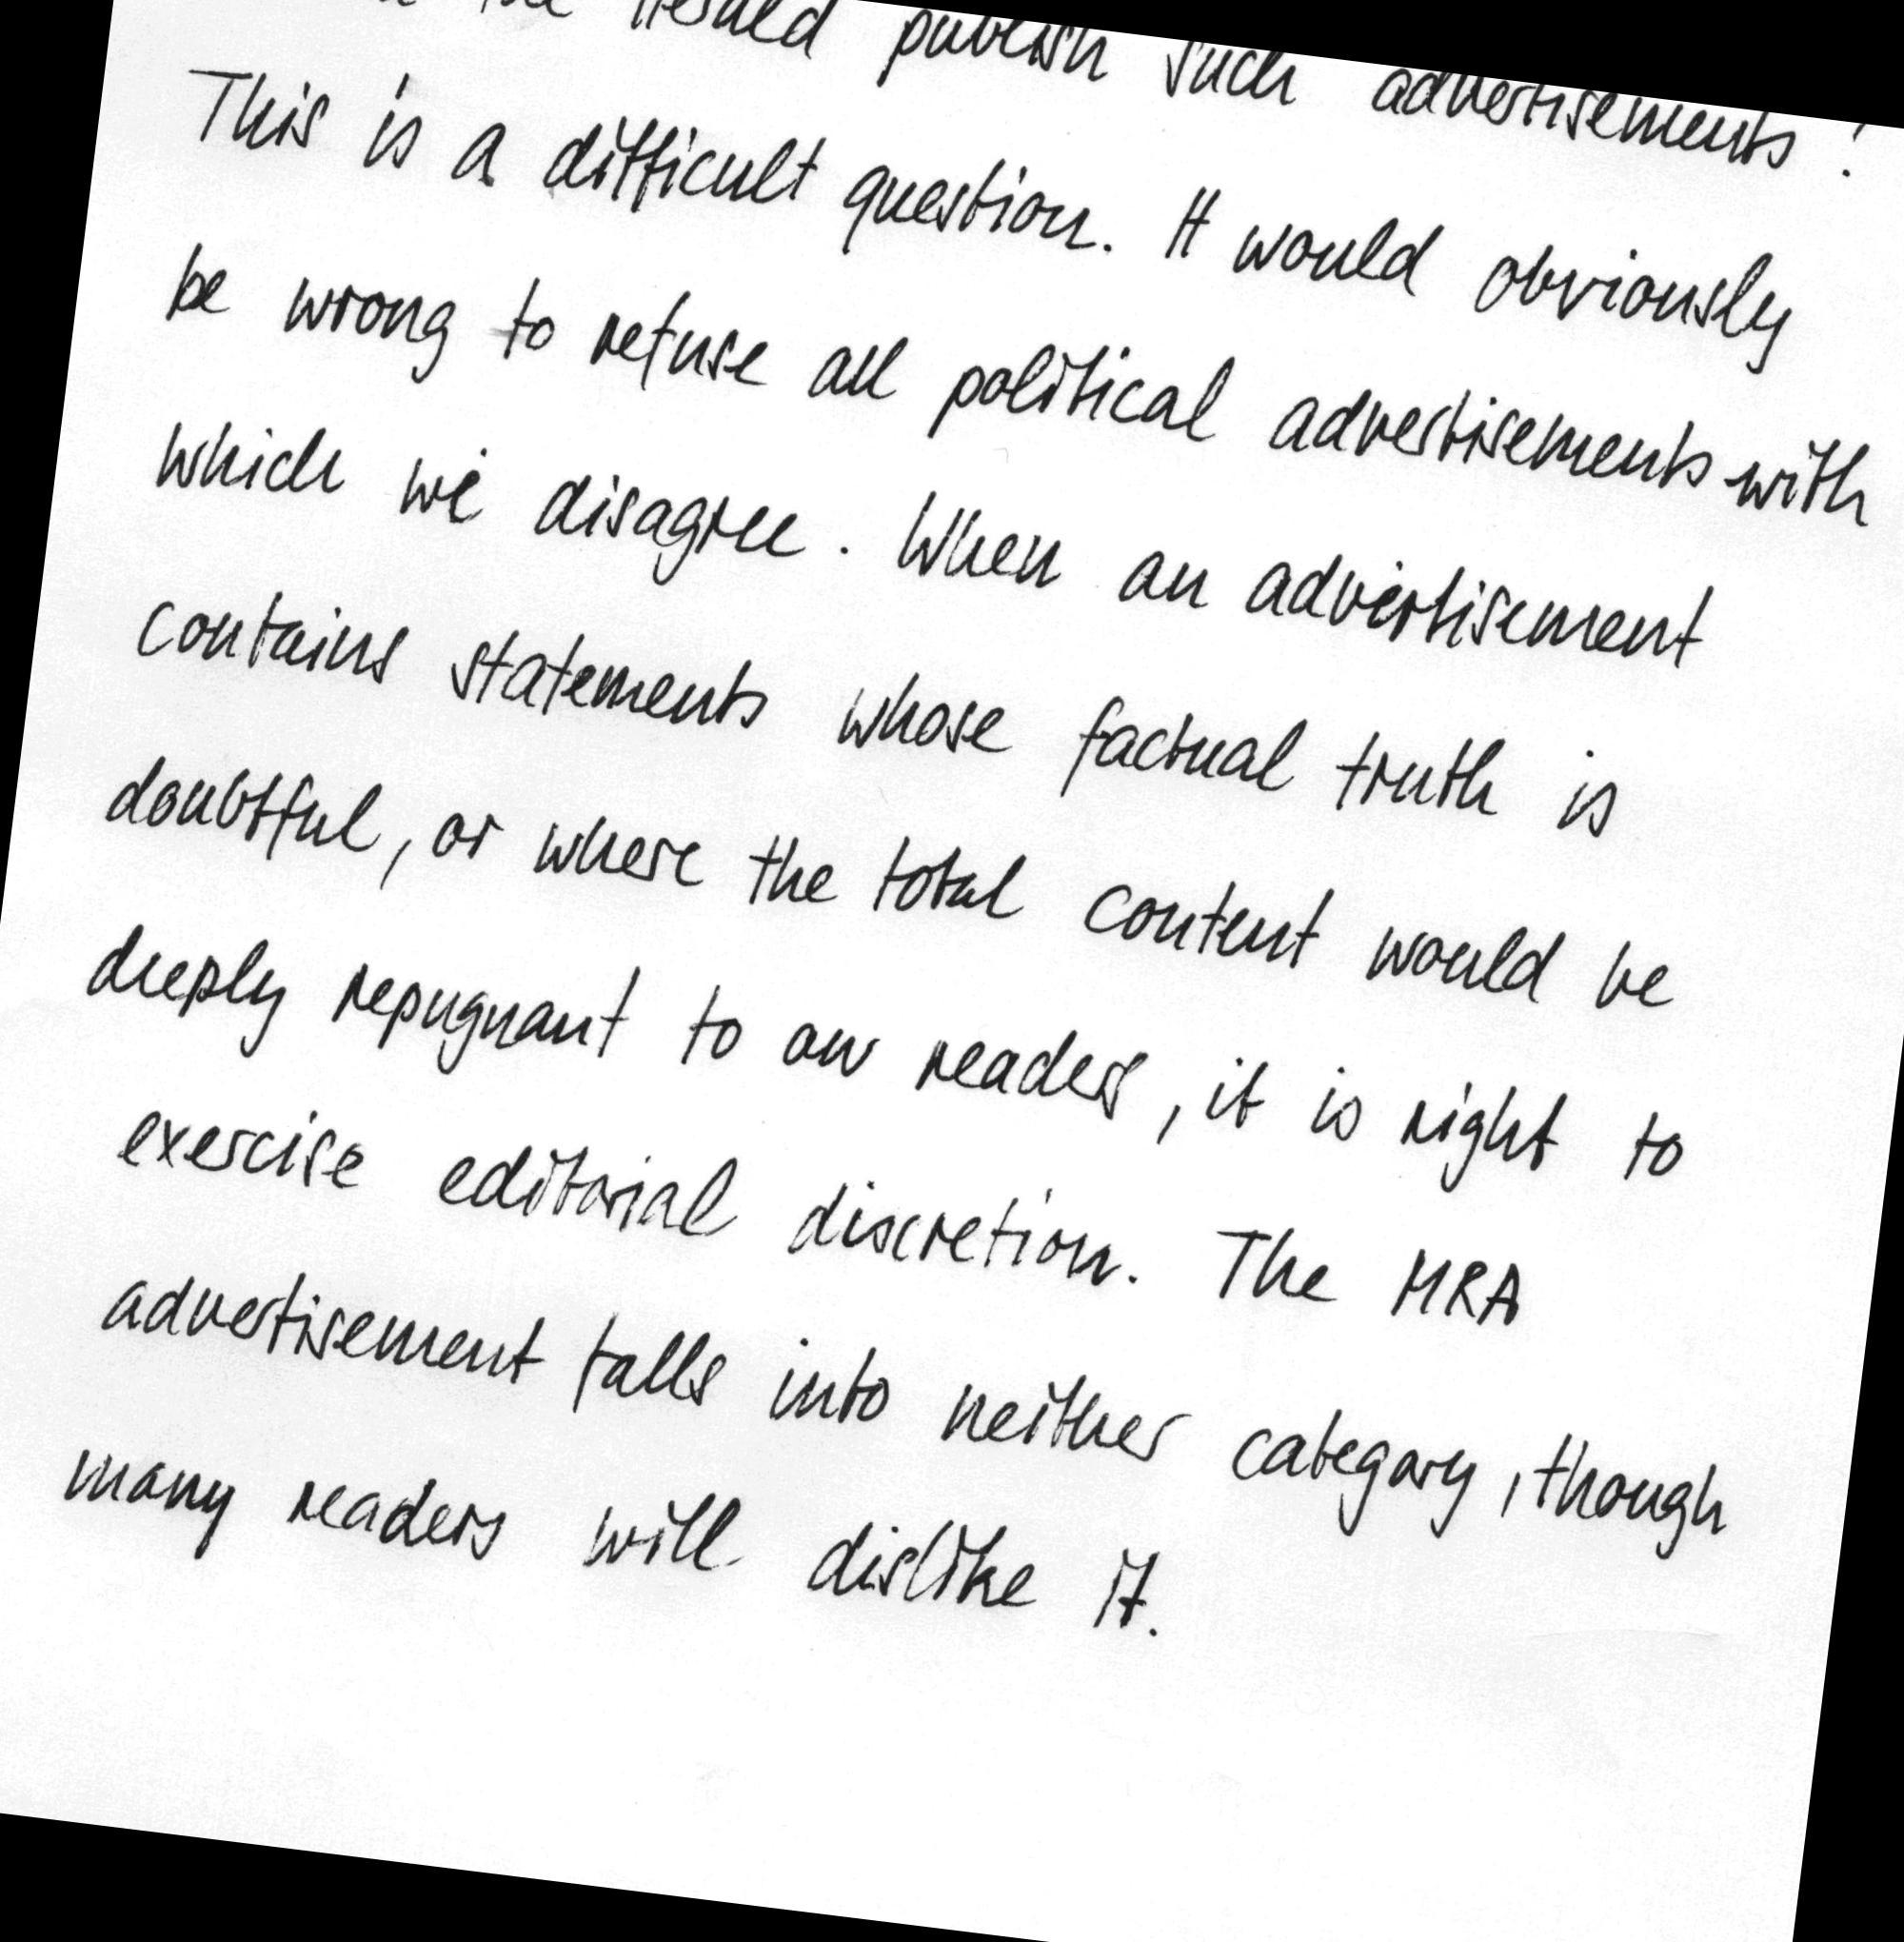 the Herald publish such advertisements ?
This is a difficult question. It would obviously
be wrong to refuse all political advertisements with
which we disagree. When an advertisement
contains statements whose factual truth is
doubtful, or where the total content would be
deeply repugnant to our readers, it is right to
exercise editorial discretion. The MRA
advertisement falls into neither category, though
many readers will dislike it.